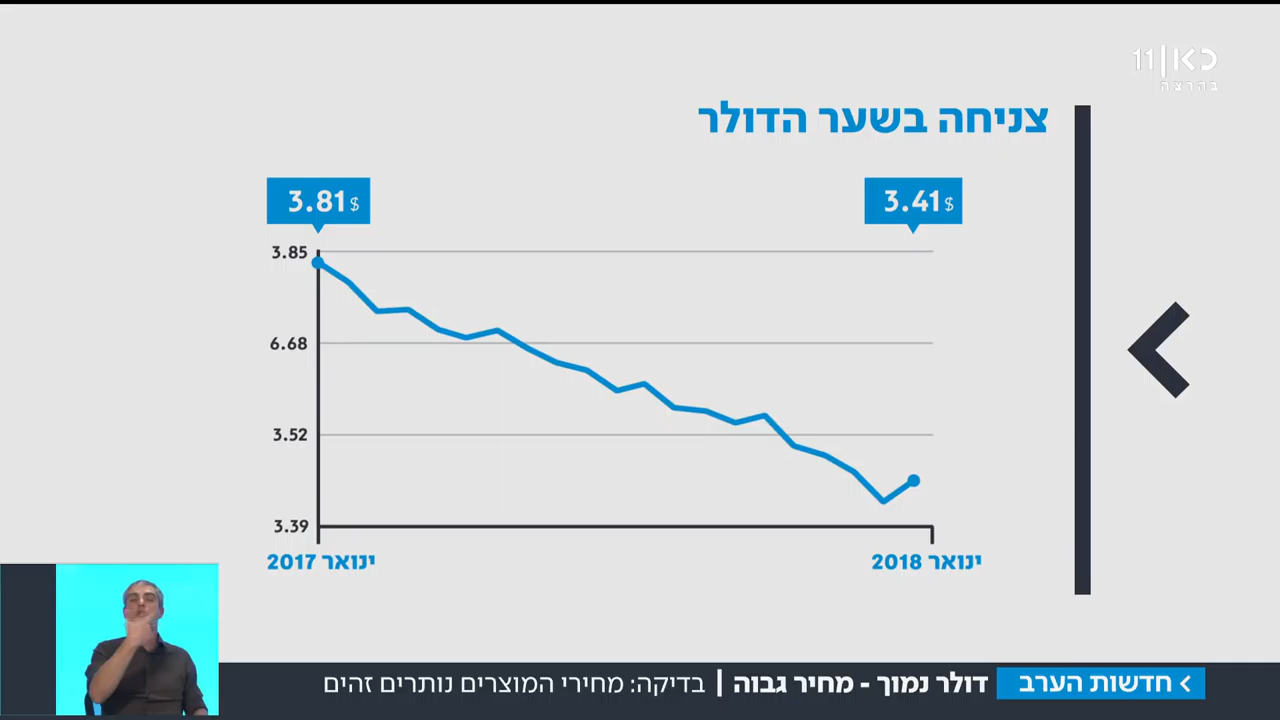 כאן 11
בהרצה
צניחה בשער הדולר
3.81$
3.41$
3.85
6.68
3.52
3.39
ינואר 2017
ינואר 2018
חדשות הערב
דולר נמוך - מחיר גבוה | בדיקה: מחירי המוצרים נותרים זהים